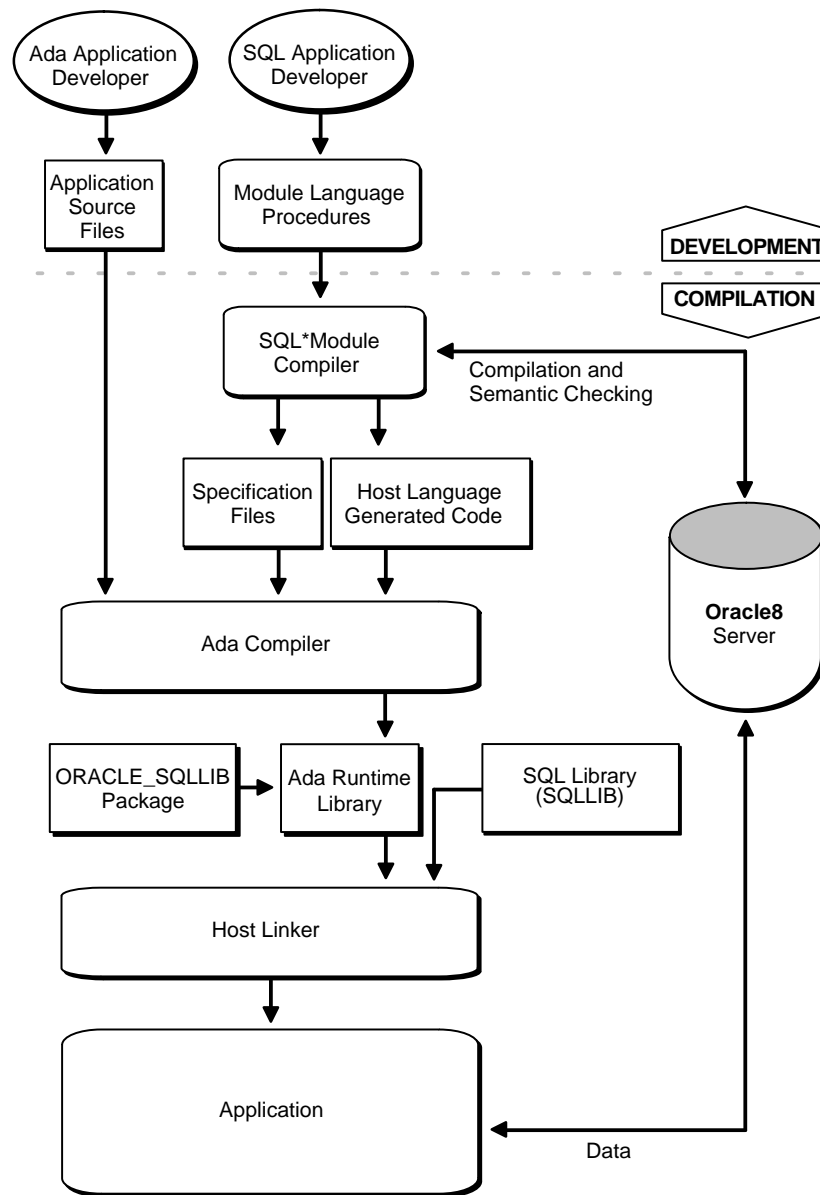 Ada Application
Developer
SQL Application
Developer
Application
Source
Files
Module Language
Procedures
DEVELOPMENT
COMPILATION
SQL*Module
Compiler
Compilation and
Semantic Checking
Specification
Files
Host Language
Generated Code
Oracle8
Server
Ada Compiler
ORACLE_SQLLIB
Package
Ada Runtime
Library
SQL Library
(SQLLIB)
Host Linker
Application
Data